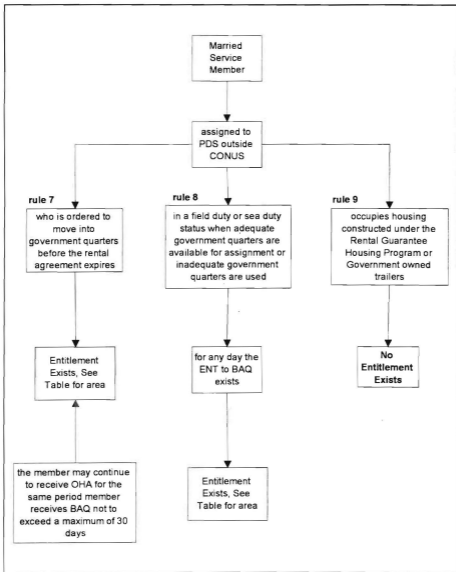 Married
Service
Member
assigned to
PDS outside
CONUS
rule 7
who is ordered to
move into
government quarters
before the rental
agreement expires
rule 8
in a field duty or sea duty
status when adequate
government quarters are
available for assignment or
inadequate government
quarters are used
rule 9
occupies housing
constructed under the
Rental Guarantee
Housing Program or
Government owned
trailers
Entitlement
Exists, See
Table for area
for any day the
ENT to BAQ
exists
No
Entitlement
Exists
the member may continue
to receive OHA for the
same period member
receives BAQ not to
exceed a maximum of 30
days
Entitlement
Exists, See
Table for area